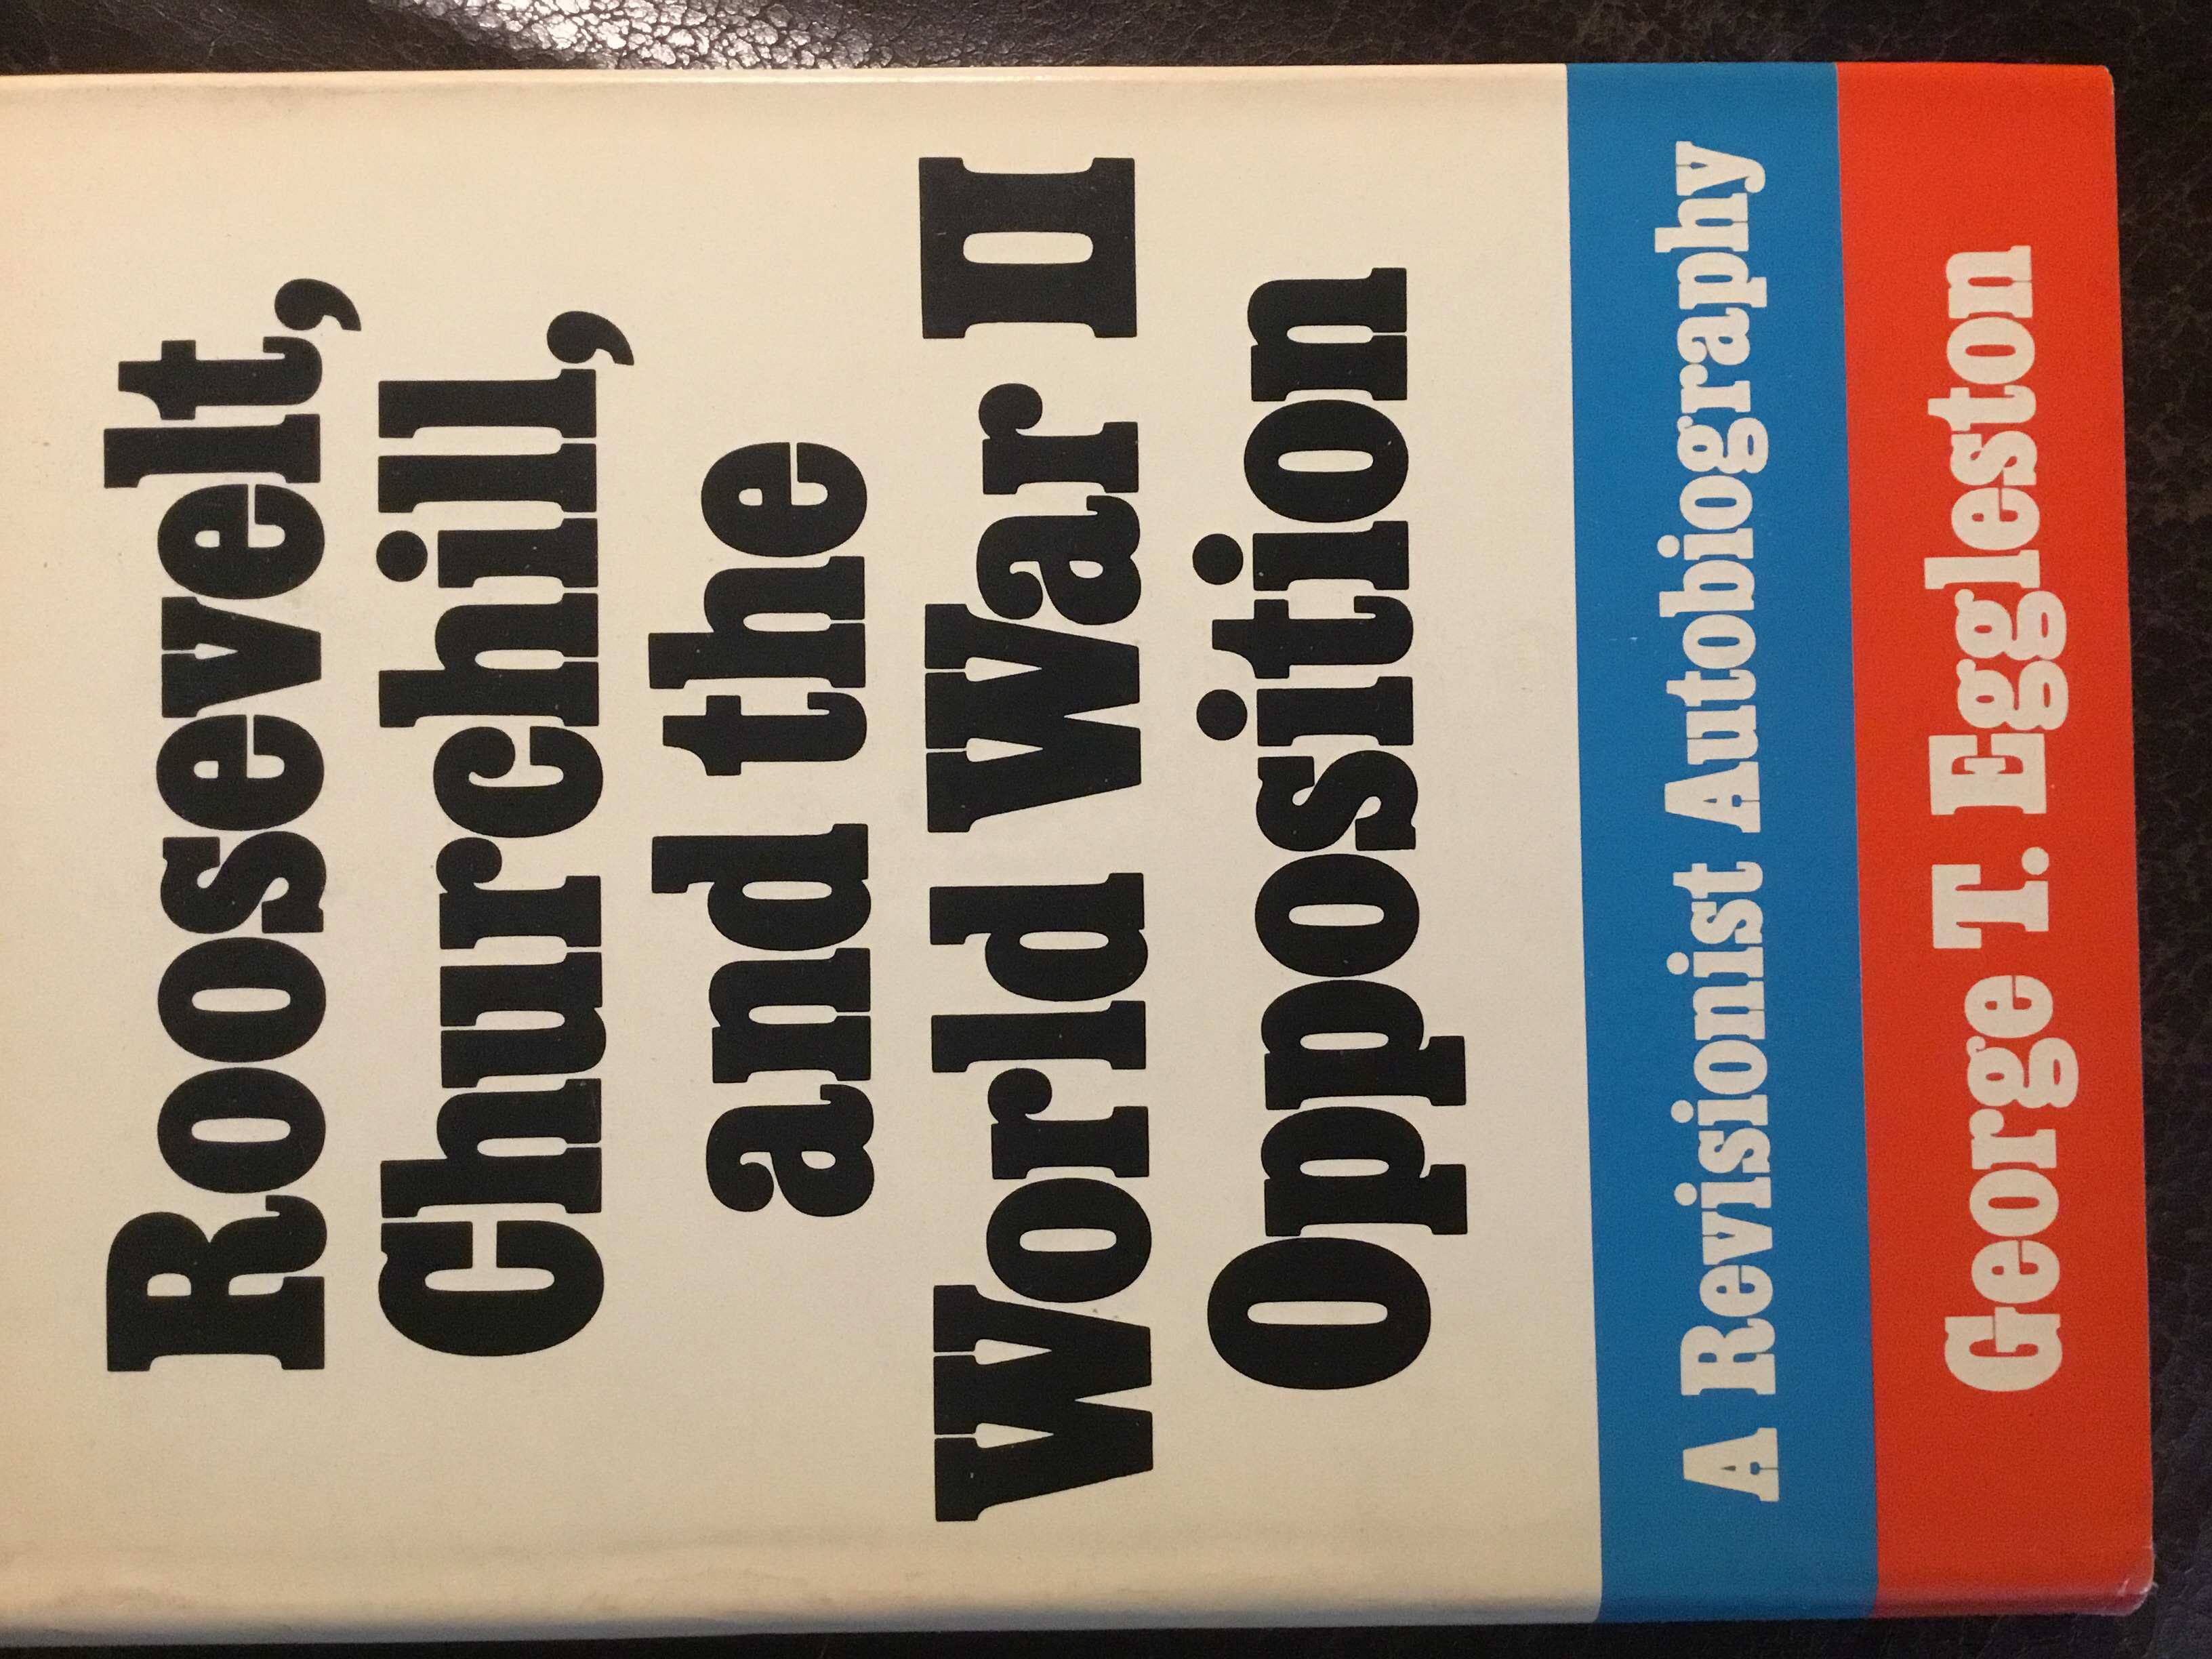 Roosevelt,
Churchill,
and the
World War II
Opposition
A Revisionist Autobiography
George T. Eggleston